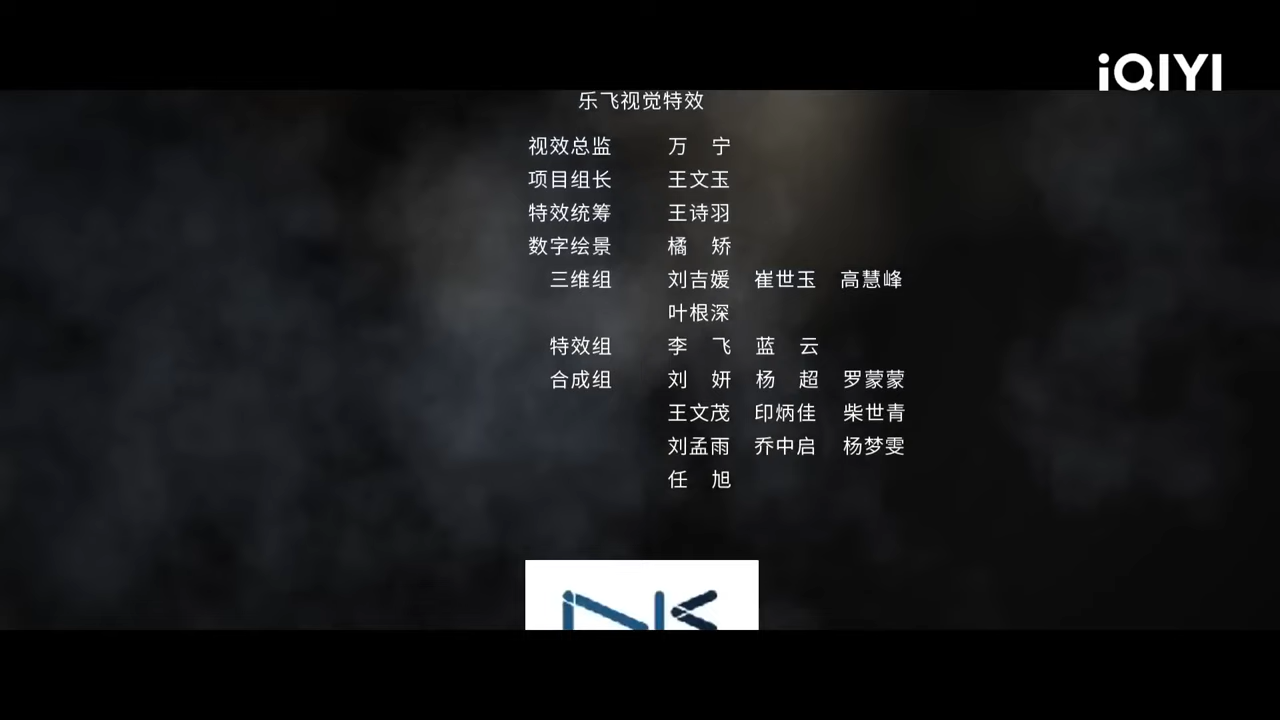 iQIYI
乐飞视觉特效
视效总监 万 宁
项目组长 王文玉
特效统筹 王诗羽
数字绘景 橘 矫
三维组 刘吉媛 崔世玉 高慧峰
叶根深
特效组 李 飞 蓝 云
合成组 刘 妍 杨 超 罗蒙蒙
王文茂 印炳佳 柴世青
刘孟雨 乔中启 杨梦雯
任 旭